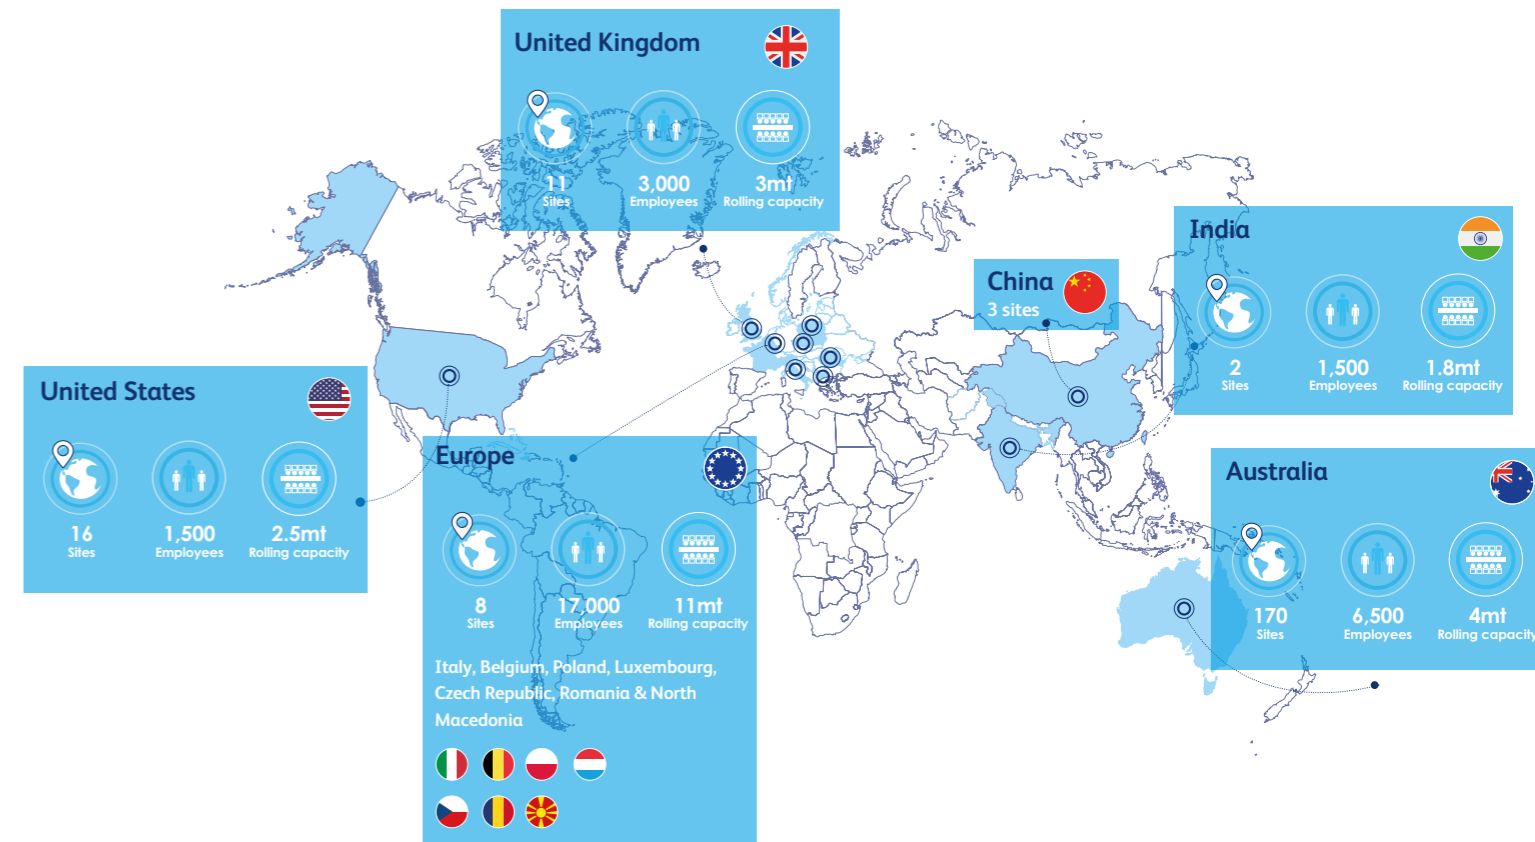 United Kingdom
11
Sites
3,000
Employees
3mt
Rolling capacity
India
2
Sites
1,500
Employees
1.8mt
Rolling capacity
China
3 sites
United States
16
Sites
1,500
Employees
2.5mt
Rolling capacity
Europe
8
Sites
17,000
Employees
11mt
Rolling capacity
Italy, Belgium, Poland, Luxembourg,
Czech Republic, Romania & North
Macedonia
Australia
170
Sites
6,500
Employees
4mt
Rolling capacity